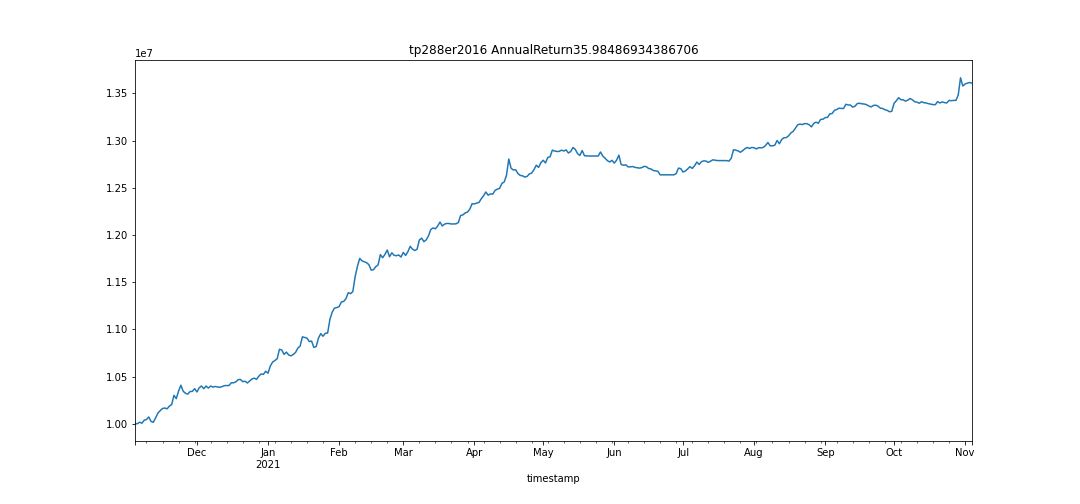 tp288er2016 AnnualReturn35.98486934386706
1e7
1.35
1.30
1.25
1.20
1.15
1.10
1.05
1.00
Dec Jan Feb Mar Apr May Jun Jul Aug Sep Oct Nov
2021
timestamp